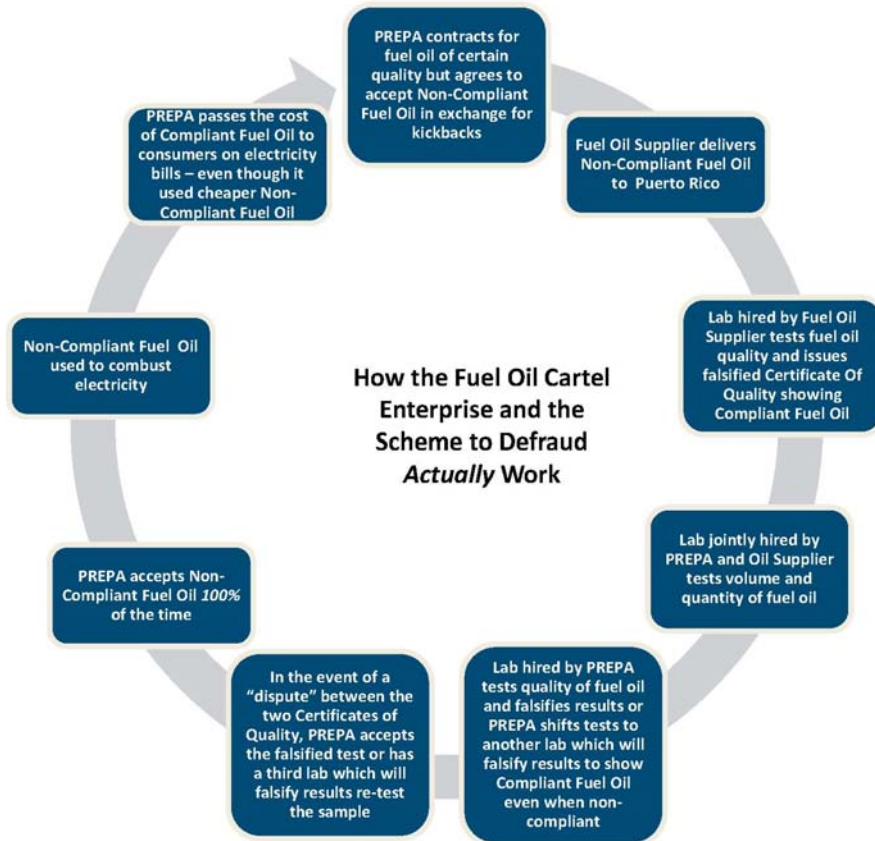 PREPA contracts for
fuel oil of certain
quality but agrees to
accept Non-Compliant
Fuel Oil in exchange for
kickbacks
Fuel Oil Supplier delivers
Non-Compliant Fuel Oil
to Puerto Rico
Lab hired by Fuel Oil
Supplier tests fuel oil
quality and issues
falsified Certificate Of
Quality showing
Compliant Fuel Oil
Lab jointly hired by
PREPA and Oil Supplier
tests volume and
quantity of fuel oil
Lab hired by PREPA
tests quality of fuel oil
and falsifies results or
PREPA shifts tests to
another lab which will
falsify results to show
Compliant Fuel Oil
even when non-
compliant
In the event of a
“dispute” between the
two Certificates of
Quality, PREPA accepts
the falsified test or has
a third lab which will
falsify results re-test
the sample
PREPA accepts Non-
Compliant Fuel Oil 100%
of the time
Non-Compliant Fuel Oil
used to combust
electricity
PREPA passes the cost
of Compliant Fuel Oil to
consumers on electricity
bills – even though it
used cheaper Non-
Compliant Fuel Oil
How the Fuel Oil Cartel
Enterprise and the
Scheme to Defraud
Actually Work